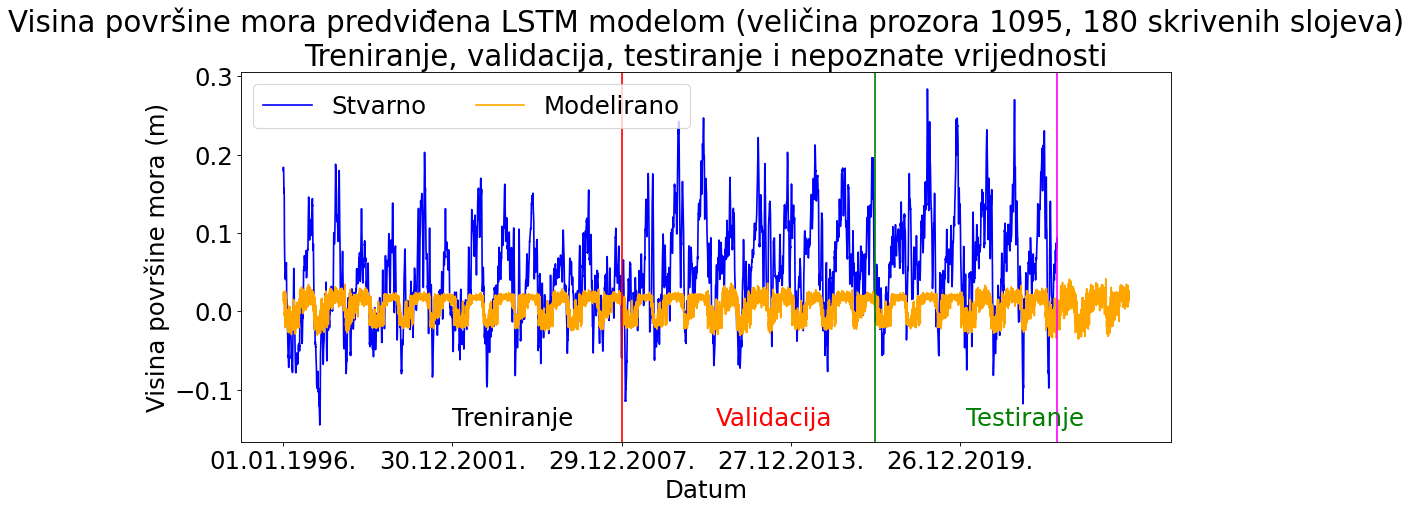 Visina površine mora predviđena LSTM modelom (veličina prozora 1095, 180 skrivenih slojeva)
Treniranje, validacija, testiranje i nepoznate vrijednosti
Stvarno
Modelirano
Visina površine mora (m)
0.3
0.2
0.1
0.0
−0.1
Treniranje
Validacija
Testiranje
01.01.1996.
30.12.2001.
29.12.2007.
27.12.2013.
26.12.2019.
Datum